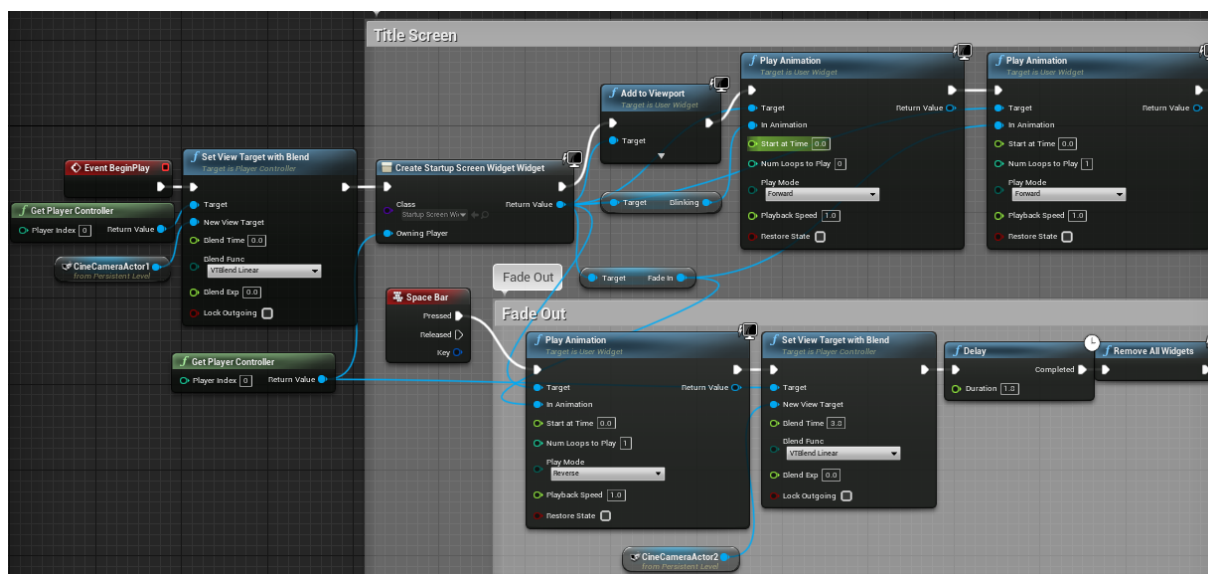 Title Screen
Event BeginPlay
Get Player Controller
Player Index 0 Return Value
CineCameraActor1
from Persistent Level
Set View Target with Blend
Target is Player Controller
Target
New View Target
Blend Time 0.0
Blend Func
VTBlend Linear
Blend Exp 0.0
Lock Outgoing
Get Player Controller
Player Index 0 Return Value
Create Startup Screen Widget Widget
Class Return Value
Startup Screen Wi
Owning Player
Add to Viewport
Target is User Widget
Target
Target Blinking
Target Fade In
Play Animation
Target is User Widget
Target Return Value
In Animation
Start at Time 0.0
Num Loops to Play 0
Play Mode
Forward
Playback Speed 1.0
Restore State
Play Animation
Target is User Widget
Target Return Value
In Animation
Start at Time 0.0
Num Loops to Play 1
Play Mode
Forward
Playback Speed 1.0
Restore State
Fade Out
Fade Out
Space Bar
Pressed
Released
Key
Play Animation
Target is User Widget
Target Return Value
In Animation
Start at Time 0.0
Num Loops to Play 1
Play Mode
Reverse
Playback Speed 1.0
Restore State
Set View Target with Blend
Target is Player Controller
Target
New View Target
Blend Time 3.0
Blend Func
VTBlend Linear
Blend Exp 0.0
Lock Outgoing
CineCameraActor2
from Persistent Level
Delay
Completed
Duration
Remove All Widgets